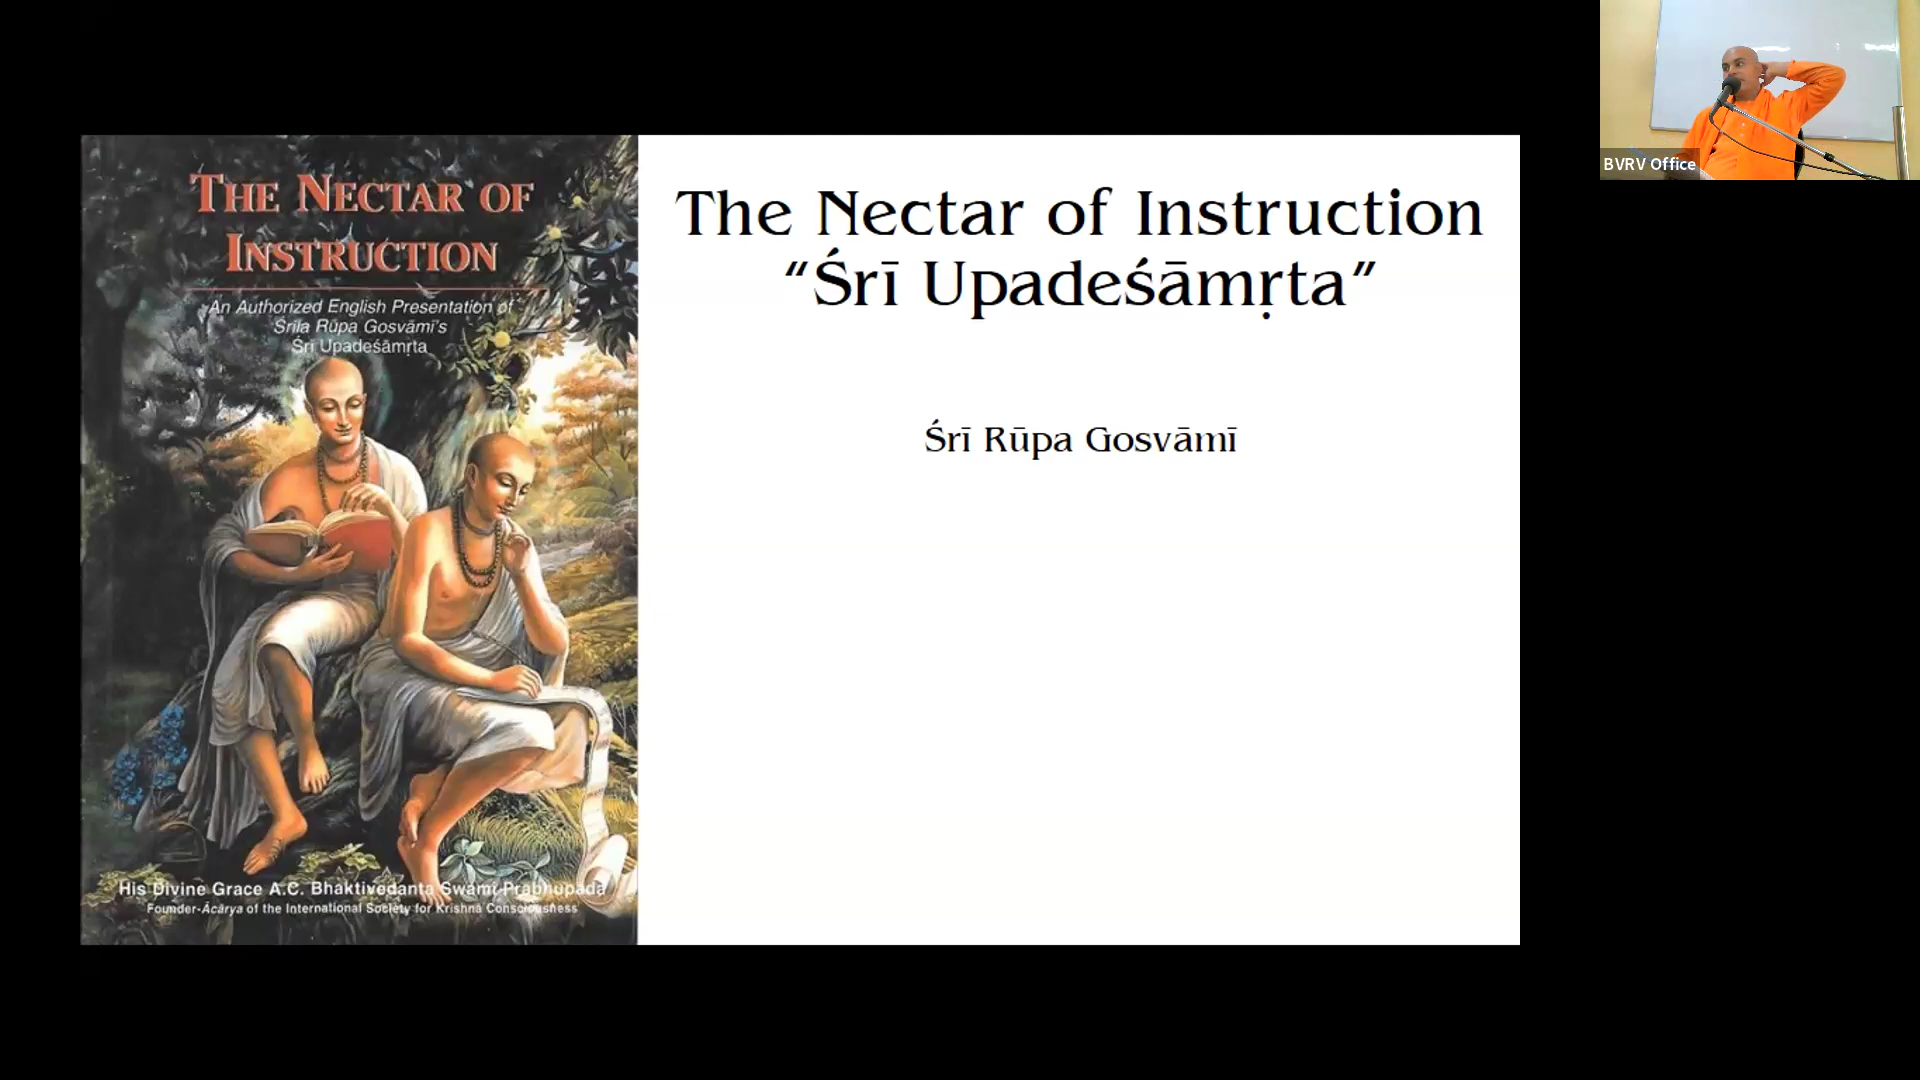 THE NECTAR OF
INSTRUCTION
An Authorized English Presentation of
Śrīla Rūpa Gosvāmī's
Śrī Upadeśāmṛta
His Divine Grace A.C. Bhaktivedanta Swami Prabhupāda
Founder-Ācārya of the International Society for Krishna Consciousness
The Nectar of Instruction
“Śrī Upadeśāmṛta”
Śrī Rūpa Gosvāmī
BVRV Office